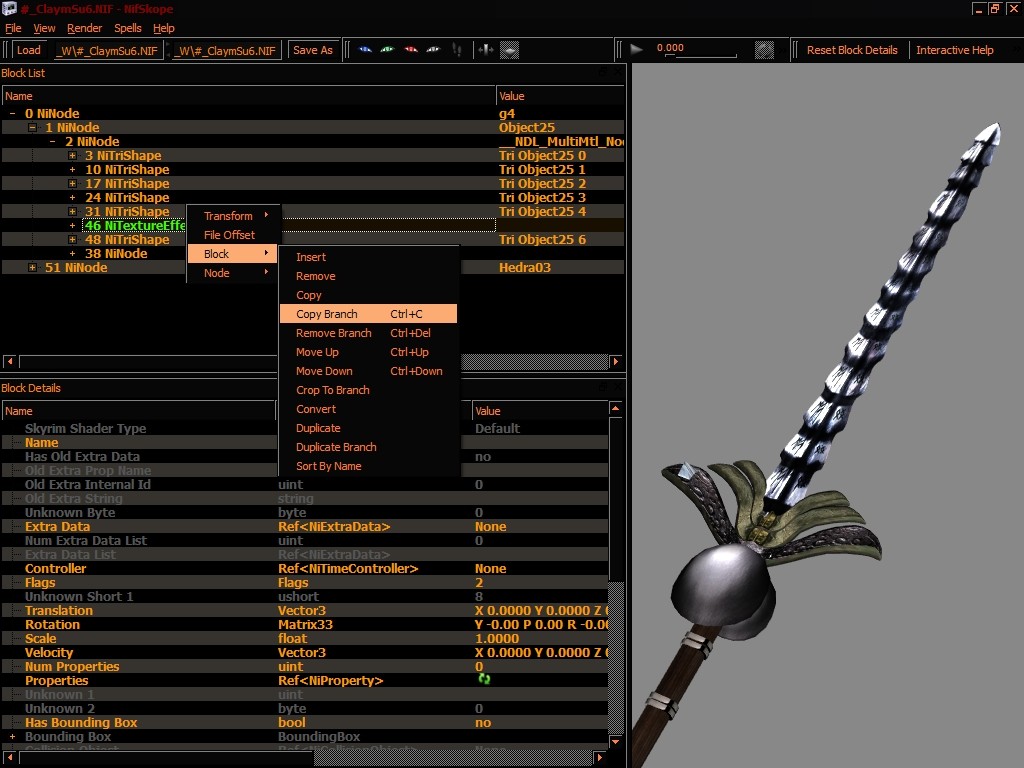 #_ClaymSu6.NIF - NifSkope
File View Render Spells Help
Load _W\#_ClaymSu6.NIF _W\#_ClaymSu6.NIF Save As 0.000 Reset Block Details Interactive Help
Block List
Name Value
0 NiNode g4
1 NiNode Object25
2 NiNode __NDL_MultiMtl_Noc
3 NiTriShape Tri Object25 0
10 NiTriShape Tri Object25 1
17 NiTriShape Tri Object25 2
24 NiTriShape Tri Object25 3
31 NiTriShape Tri Object25 4
46 NiTextureEffe
48 NiTriShape Tri Object25 6
38 NiNode
51 NiNode Hedra03
Transform
File Offset
Block
Node
Insert
Remove
Copy
Copy Branch Ctrl+C
Remove Branch Ctrl+Del
Move Up Ctrl+Up
Move Down Ctrl+Down
Crop To Branch
Convert
Duplicate
Duplicate Branch
Sort By Name
Block Details
Name Value
Skyrim Shader Type Default
Name
Has Old Extra Data no
Old Extra Prop Name
Old Extra Internal Id uint 0
Old Extra String string
Unknown Byte byte 0
Extra Data Ref<NiExtraData> None
Num Extra Data List uint 0
Extra Data List Ref<NiExtraData>
Controller Ref<NiTimeController> None
Flags Flags 2
Unknown Short 1 ushort 8
Translation Vector3 X 0.0000 Y 0.0000 Z 0
Rotation Matrix33 Y -0.00 P 0.00 R -0.00
Scale float 1.0000
Velocity Vector3 X 0.0000 Y 0.0000 Z 0
Num Properties uint 0
Properties Ref<NiProperty>
Unknown 1 uint
Unknown 2 byte 0
Has Bounding Box bool no
Bounding Box BoundingBox
Collision Object Ref<NiCollisionObject> None